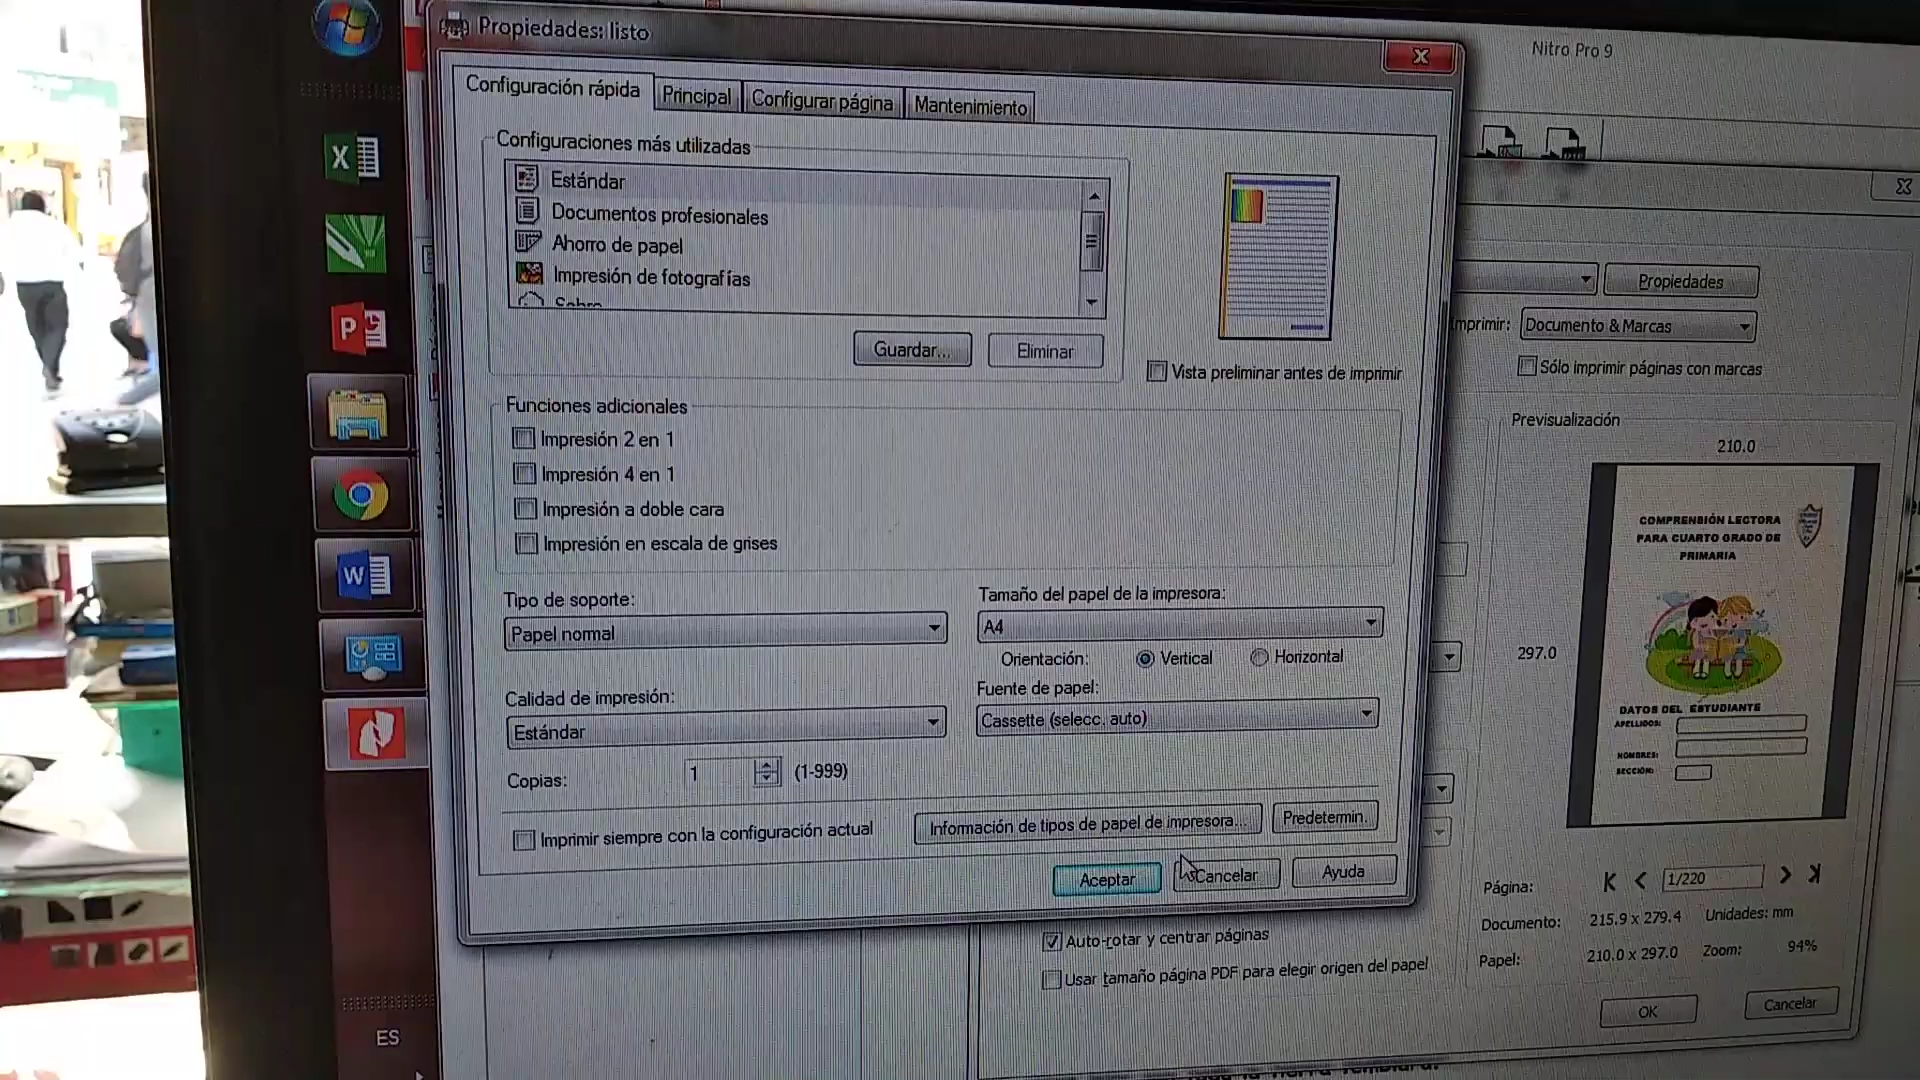 Propiedades: listo
Nitro Pro 9
Configuración rápida
Principal
Configurar página
Mantenimiento
Configuraciones más utilizadas
Estándar
Documentos profesionales
Ahorro de papel
Impresión de fotografías
Sobre
Guardar...
Eliminar
Vista preliminar antes de imprimir
Funciones adicionales
Impresión 2 en 1
Impresión 4 en 1
Impresión a doble cara
Impresión en escala de grises
Tipo de soporte:
Papel normal
Tamaño del papel de la impresora:
A4
Orientación:
Vertical
Horizontal
Calidad de impresión:
Estándar
Fuente de papel:
Cassette (selecc. auto)
Copias:
1
(1-999)
Imprimir siempre con la configuración actual
Información de tipos de papel de impresora...
Predetermin.
Aceptar
Cancelar
Ayuda
Propiedades
Imprimir:
Documento & Marcas
Sólo imprimir páginas con marcas
Previsualización
210.0
297.0
COMPRENSIÓN LECTORA
PARA CUARTO GRADO DE
PRIMARIA
DATOS DEL ESTUDIANTE
APELLIDOS:
NOMBRES:
SECCIÓN:
Página:
1/220
Documento: 215.9 x 279.4 Unidades: mm
Papel: 210.0 x 297.0 Zoom: 94%
Auto-rotar y centrar páginas
Usar tamaño página PDF para elegir origen del papel
OK
Cancelar
ES